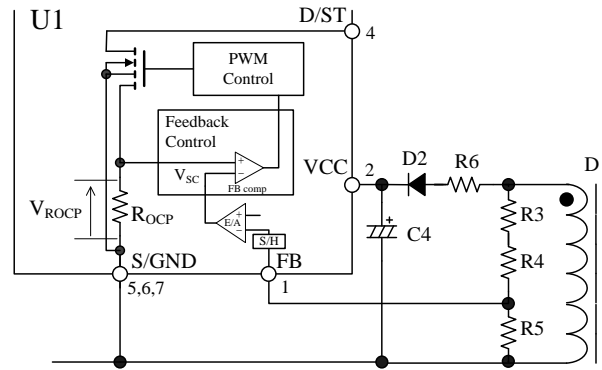 U1
D/ST
4
PWM
Control
Feedback
Control
VSC
+
−
FB comp
VCC
2
D2
R6
D
VROCP
ROCP
E/A
+
−
S/H
C4
+
R3
R4
S/GND
5,6,7
FB
1
R5